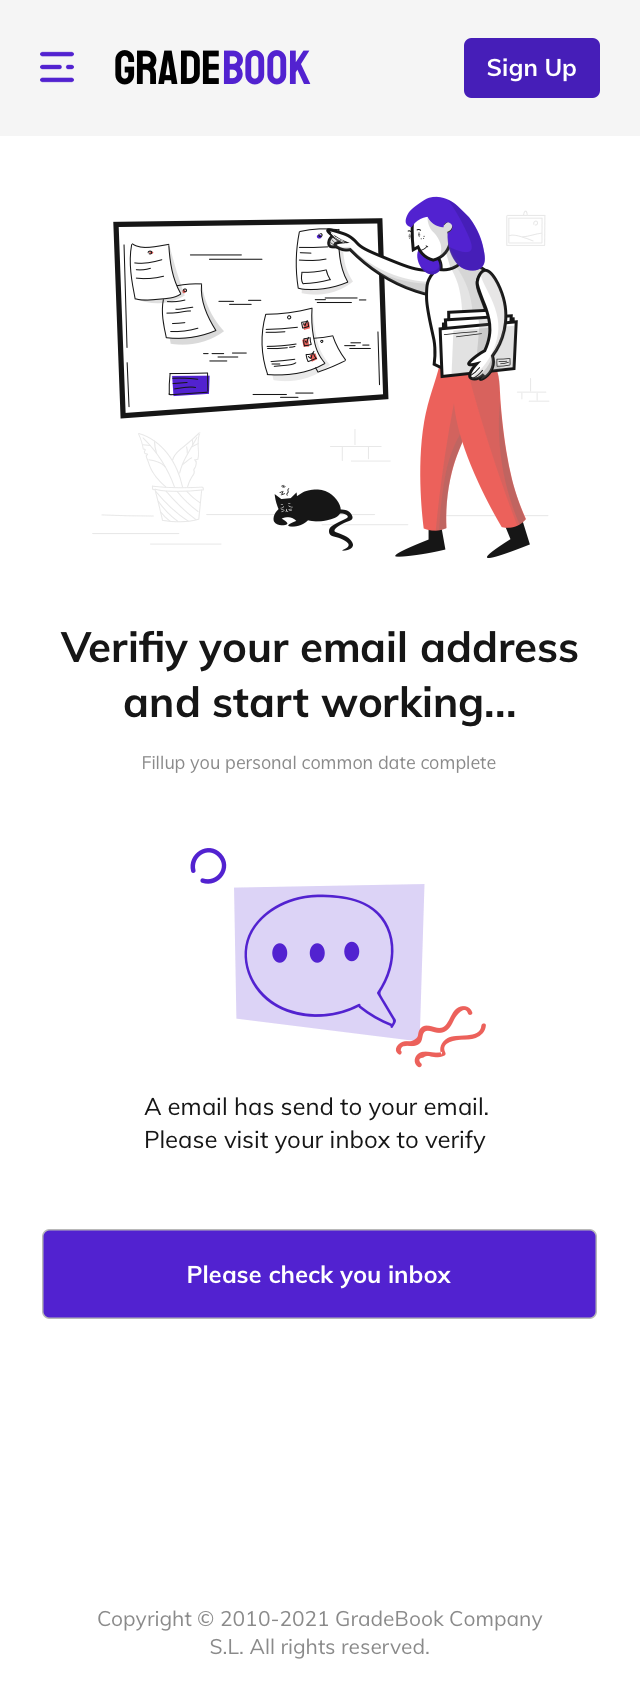 GRADEBOOK
Sign Up
Verifiy your email address
and start working...
Fillup you personal common date complete
A email has send to your email.
Please visit your inbox to verify
Please check you inbox
Copyright © 2010-2021 GradeBook Company
S.L. All rights reserved.